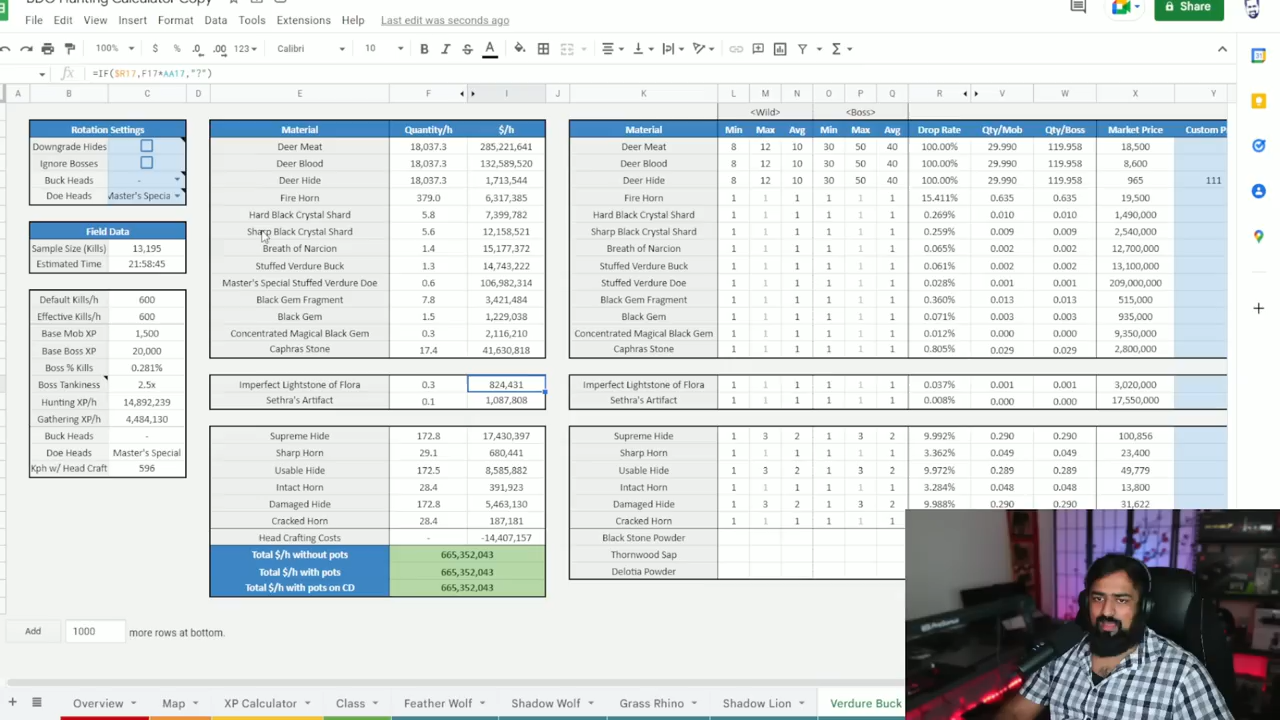 BDO Hunting Calculator Copy
File Edit View Insert Format Data Tools Extensions Help Last edit was seconds ago
Share
100% $ % .0 .00 123 Calibri 10 B I S A
fx =IF($R17,F17*AA17,"?")
A B C D E F I J K L M N O P Q R V W X Y
<Wild> <Boss>
Rotation Settings
Downgrade Hides
Ignore Bosses
Buck Heads -
Doe Heads Master's Specia
Field Data
Sample Size (Kills) 13,195
Estimated Time 21:58:45
Default Kills/h 600
Effective Kills/h 600
Base Mob XP 1,500
Base Boss XP 20,000
Boss % Kills 0.281%
Boss Tankiness 2.5x
Hunting XP/h 14,892,239
Gathering XP/h 4,484,130
Buck Heads -
Doe Heads Master's Special
Kph w/ Head Craft 596
Material Quantity/h $/h
Deer Meat 18,037.3 285,221,641
Deer Blood 18,037.3 132,589,520
Deer Hide 18,037.3 1,713,544
Fire Horn 379.0 6,317,385
Hard Black Crystal Shard 5.8 7,399,782
Sharp Black Crystal Shard 5.6 12,158,521
Breath of Narcion 1.4 15,177,372
Stuffed Verdure Buck 1.3 14,743,222
Master's Special Stuffed Verdure Doe 0.6 106,982,314
Black Gem Fragment 7.8 3,421,484
Black Gem 1.5 1,229,038
Concentrated Magical Black Gem 0.3 2,116,210
Caphras Stone 17.4 41,630,818
Imperfect Lightstone of Flora 0.3 824,431
Sethra's Artifact 0.1 1,087,808
Supreme Hide 172.8 17,430,397
Sharp Horn 29.1 680,441
Usable Hide 172.5 8,585,882
Intact Horn 28.4 391,923
Damaged Hide 172.8 5,463,130
Cracked Horn 28.4 187,181
Head Crafting Costs - -14,407,157
Total $/h without pots 665,352,043
Total $/h with pots 665,352,043
Total $/h with pots on CD 665,352,043
Material Min Max Avg Min Max Avg Drop Rate Qty/Mob Qty/Boss Market Price Custom P
Deer Meat 8 12 10 30 50 40 100.00% 29.990 119.958 18,500
Deer Blood 8 12 10 30 50 40 100.00% 29.990 119.958 8,600
Deer Hide 8 12 10 30 50 40 100.00% 29.990 119.958 965 111
Fire Horn 1 1 1 1 1 1 15.411% 0.635 0.635 19,500
Hard Black Crystal Shard 1 1 1 1 1 1 0.269% 0.010 0.010 1,490,000
Sharp Black Crystal Shard 1 1 1 1 1 1 0.259% 0.009 0.009 2,540,000
Breath of Narcion 1 1 1 1 1 1 0.065% 0.002 0.002 12,700,000
Stuffed Verdure Buck 1 1 1 1 1 1 0.061% 0.002 0.002 13,100,000
Stuffed Verdure Doe 1 1 1 1 1 1 0.028% 0.001 0.001 209,000,000
Black Gem Fragment 1 1 1 1 1 1 0.360% 0.013 0.013 515,000
Black Gem 1 1 1 1 1 1 0.071% 0.003 0.003 935,000
Concentrated Magical Black Gem 1 1 1 1 1 1 0.012% 0.000 0.000 9,350,000
Caphras Stone 1 1 1 1 1 1 0.805% 0.029 0.029 2,800,000
Imperfect Lightstone of Flora 1 1 1 1 1 1 0.037% 0.001 0.001 3,020,000
Sethra's Artifact 1 1 1 1 1 1 0.008% 0.000 0.000 17,550,000
Supreme Hide 1 3 2 1 3 2 9.992% 0.290 0.290 100,856
Sharp Horn 1 1 1 1 1 1 3.362% 0.049 0.049 23,400
Usable Hide 1 3 2 1 3 2 9.972% 0.289 0.289 49,779
Intact Horn 1 1 1 1 1 1 3.284% 0.048 0.048 13,800
Damaged Hide 1 3 2 1 3 2 9.988% 0.290 0.290 31,622
Cracked Horn 1 1 1 1 1 1
Black Stone Powder
Thornwood Sap
Delotia Powder
Add 1000 more rows at bottom.
Overview Map XP Calculator Class Feather Wolf Shadow Wolf Grass Rhino Shadow Lion Verdure Buck